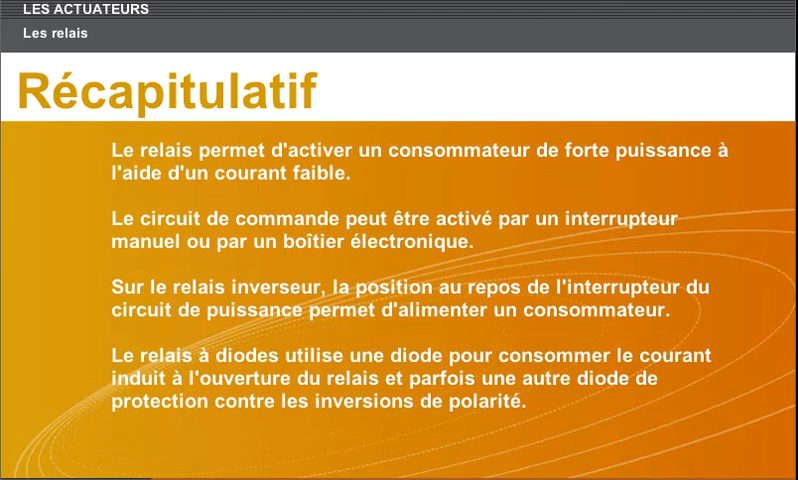 LES ACTUATEURS
Les relais
Récapitulatif
Le relais permet d'activer un consommateur de forte puissance à
l'aide d'un courant faible.
Le circuit de commande peut être activé par un interrupteur
manuel ou par un boîtier électronique.
Sur le relais inverseur, la position au repos de l'interrupteur du
circuit de puissance permet d'alimenter un consommateur.
Le relais à diodes utilise une diode pour consommer le courant
induit à l'ouverture du relais et parfois une autre diode de
protection contre les inversions de polarité.